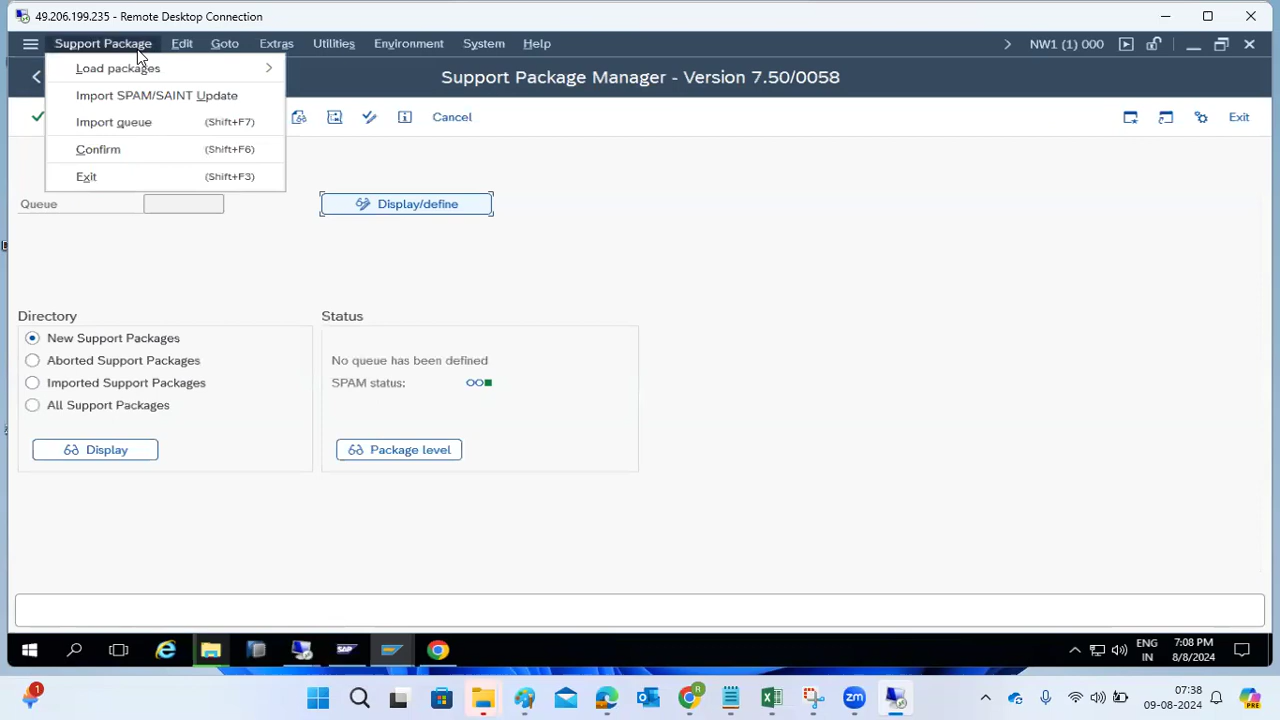 49.206.199.235 - Remote Desktop Connection
Support Package Edit Goto Extras Utilities Environment System Help NW1 (1) 000
Load packages
Support Package Manager - Version 7.50/0058
Import SPAM/SAINT Update
Import queue (Shift+F7)
Cancel Exit
Confirm (Shift+F6)
Exit (Shift+F3)
Queue Display/define
Directory Status
New Support Packages
Aborted Support Packages No queue has been defined
Imported Support Packages SPAM status:
All Support Packages
Display Package level
SAP
ENG 7:08 PM
IN 8/8/2024
1 R zm PRE
07:38
09-08-2024